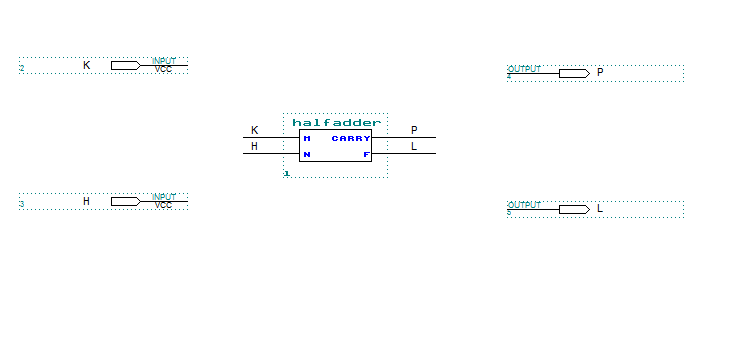 K INPUT
VCC
2
OUTPUT P
4
halfadder
K M CARRY P
H N F L
1
H INPUT
VCC
3
OUTPUT L
5